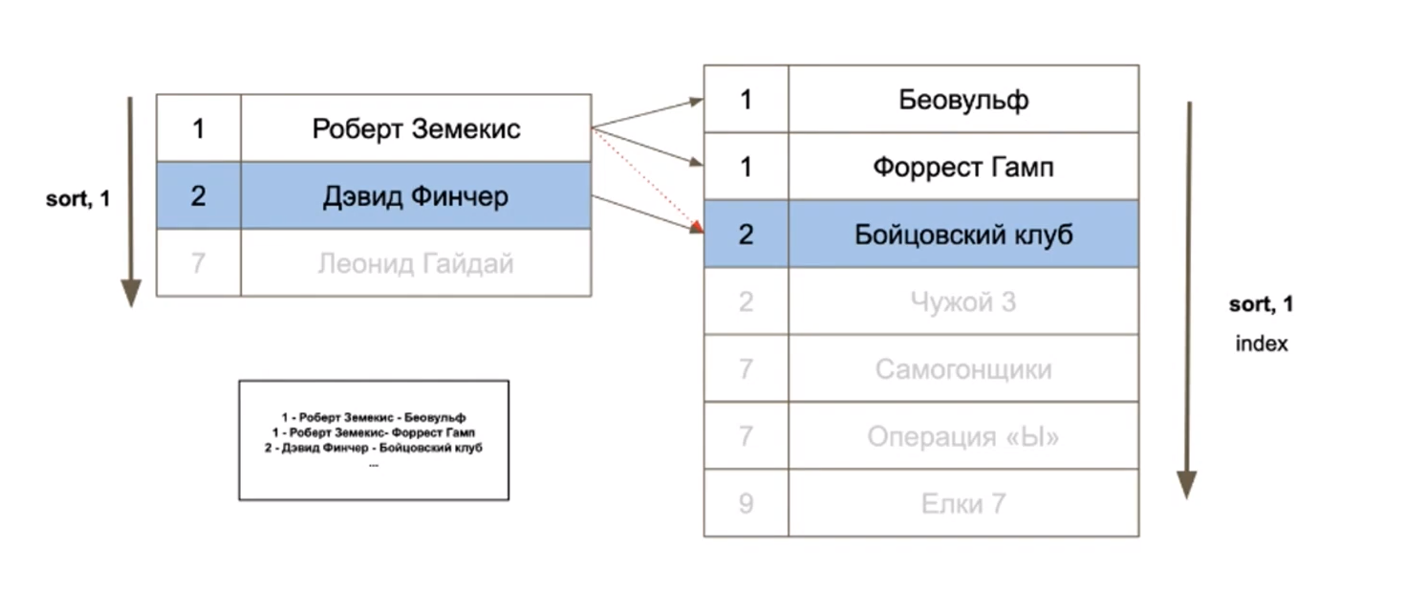 sort, 1
1 Роберт Земекис
2 Дэвид Финчер
7 Леонид Гайдай
1 - Роберт Земекис - Беовульф
1 - Роберт Земекис- Форрест Гамп
2 - Дэвид Финчер - Бойцовский клуб
...
1 Беовульф
1 Форрест Гамп
2 Бойцовский клуб
2 Чужой 3
7 Самогонщики
7 Операция «Ы»
9 Елки 7
sort, 1
index